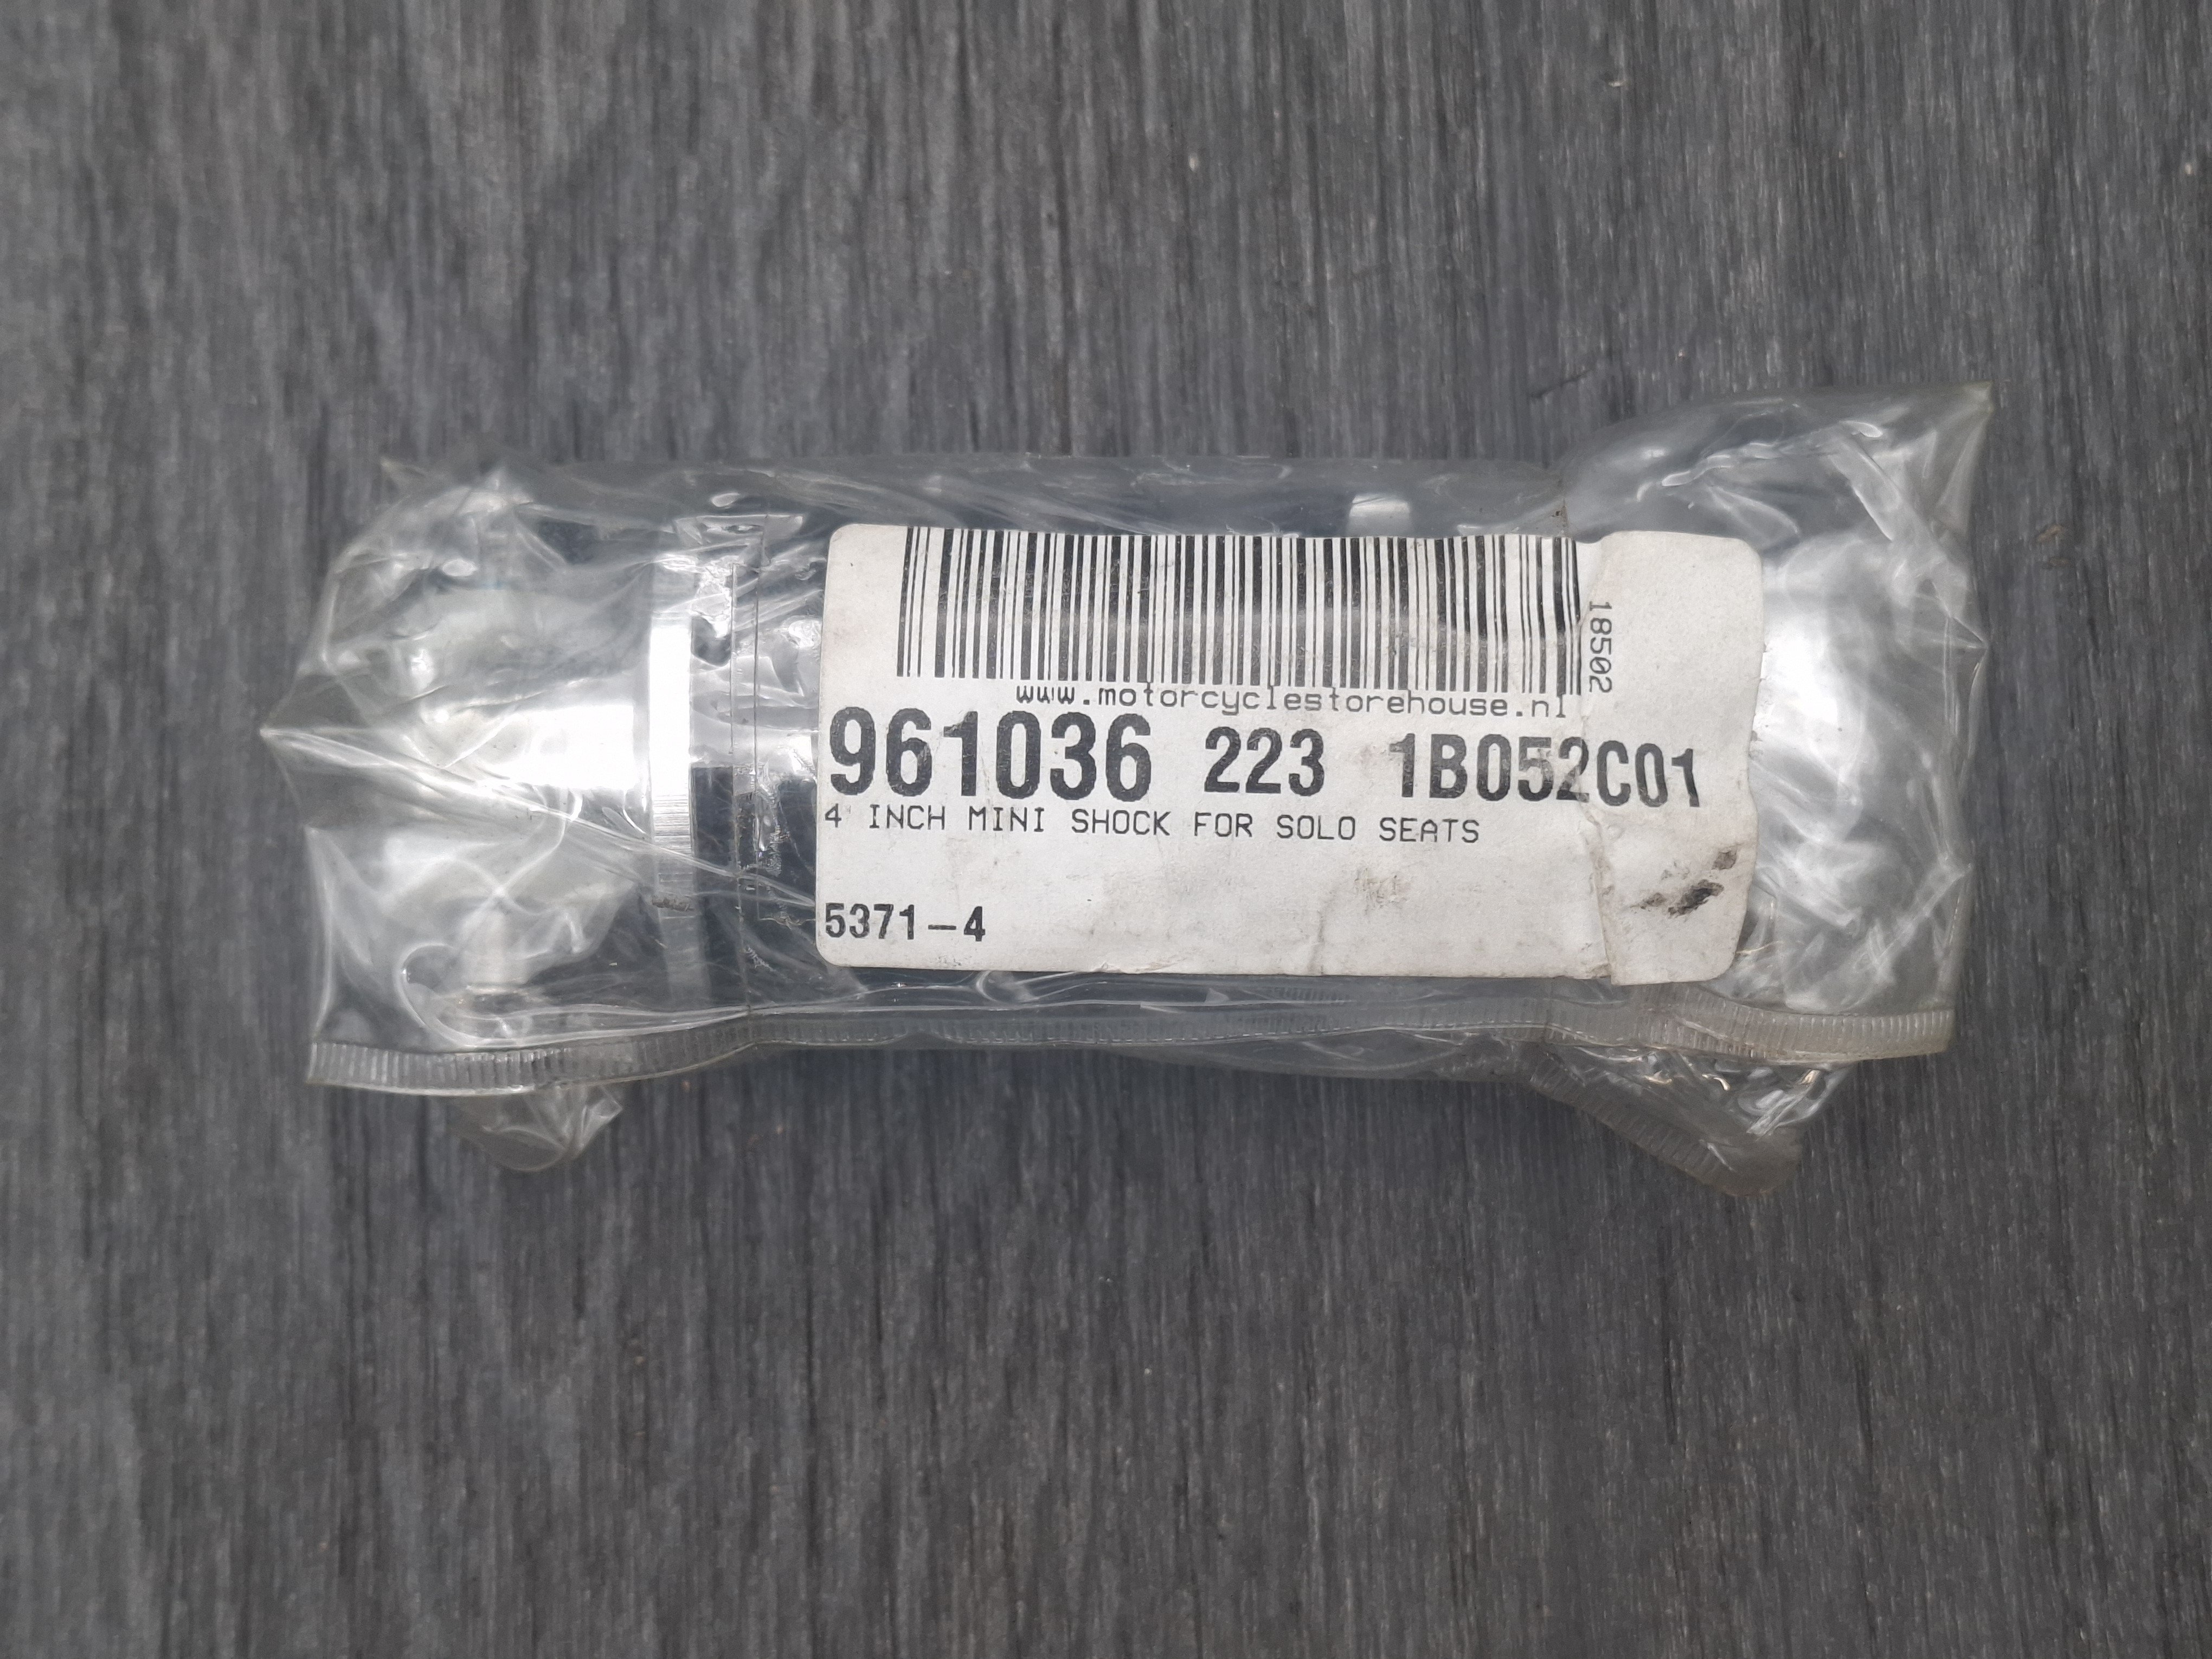 18502
www.motorcyclestorehouse.nl
961036 223 1B052C01
4 INCH MINI SHOCK FOR SOLO SEATS
5371-4